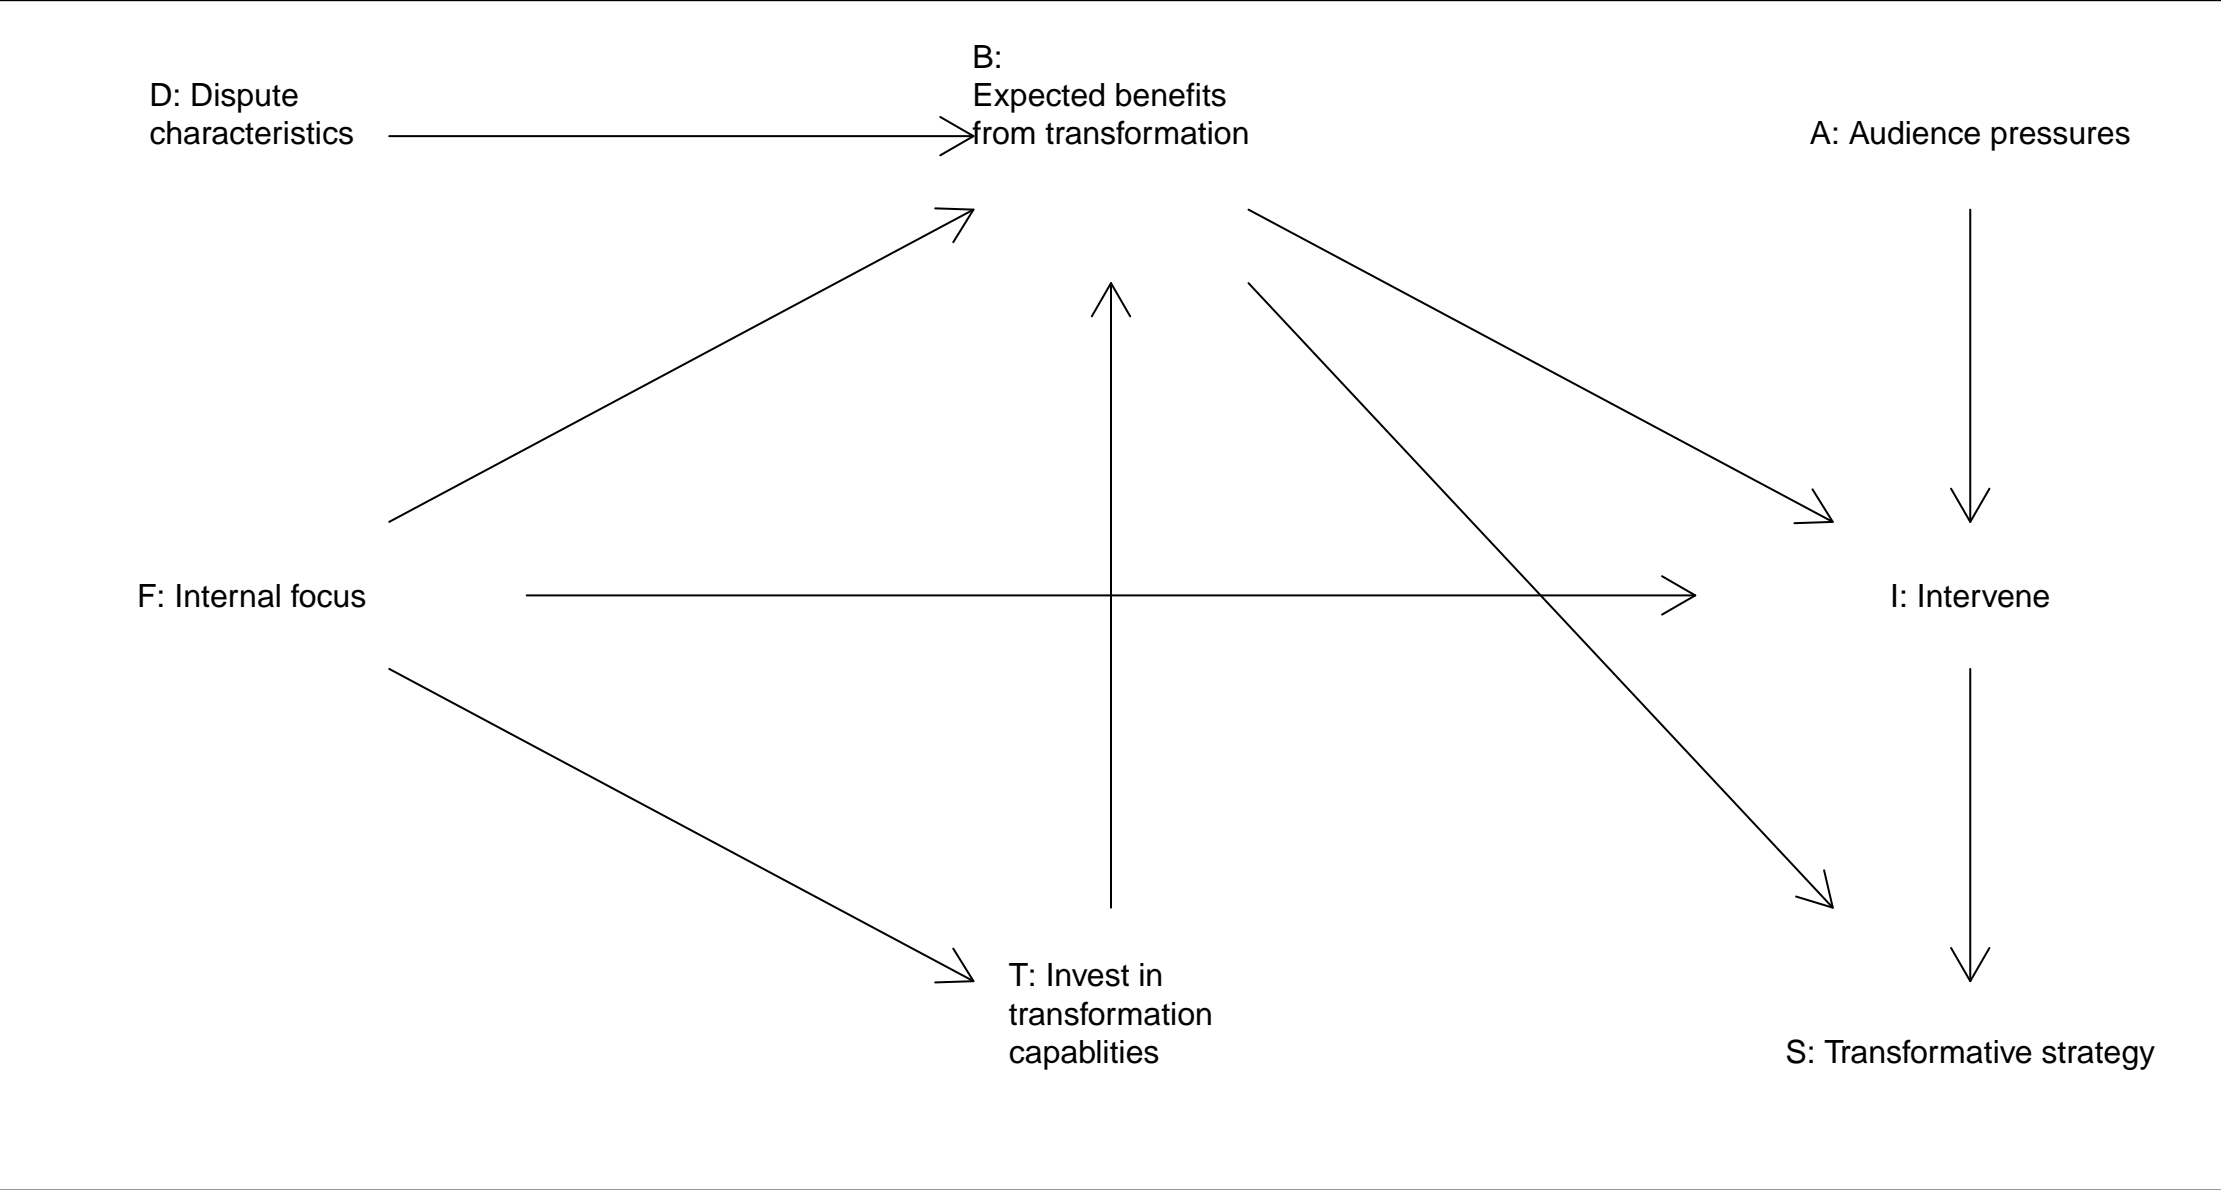 D: Dispute
characteristics
B:
Expected benefits
from transformation
A: Audience pressures
F: Internal focus
I: Intervene
T: Invest in
transformation
capablities
S: Transformative strategy